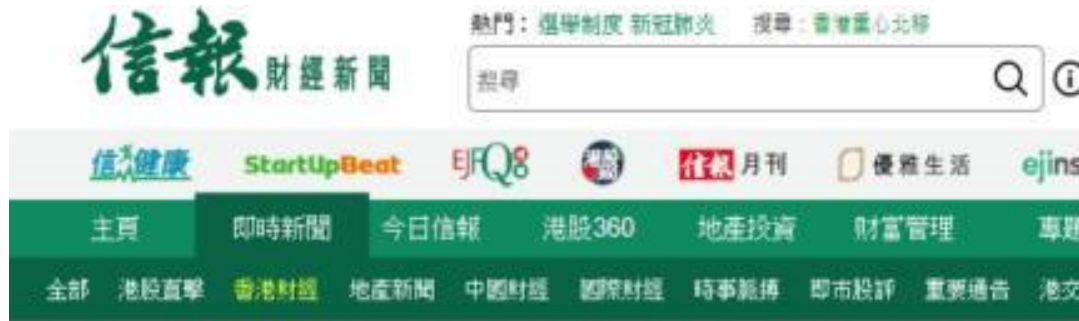 熱門：選舉制度 新冠肺炎 搜尋：香港重心北移
信報 財經新聞
搜尋
信健康 StartUpBeat EJFQ 信報月刊 優雅生活 ejins
主頁 即時新聞 今日信報 港股360 地產投資 財富管理 專題
全部 港股直擊 香港財經 地產新聞 中國財經 國際財經 時事脈搏 即市股評 重要通告 港交